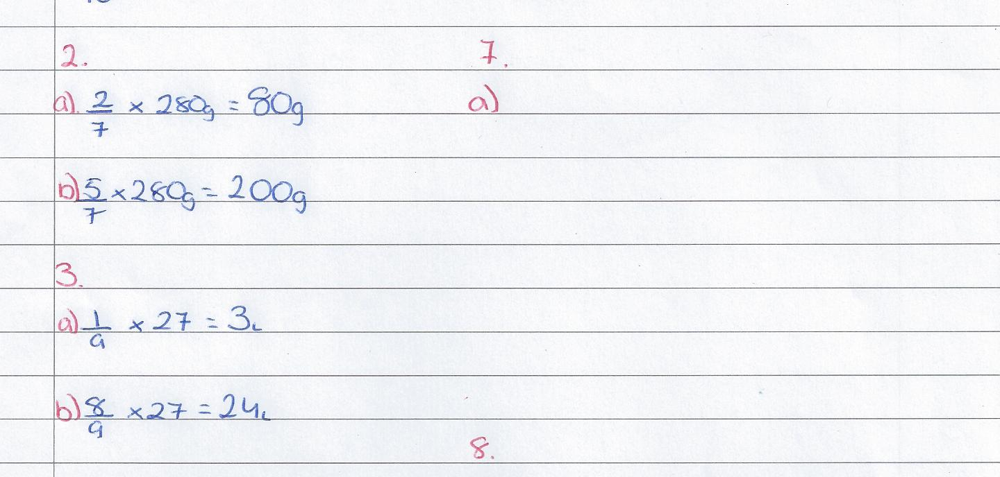 2.
a). 2/7 × 280g = 80g
b) 5/7 × 280g = 200g
3.
a) 1/9 × 27 = 3L
b) 8/9 × 27 = 24L
7.
a)
8.